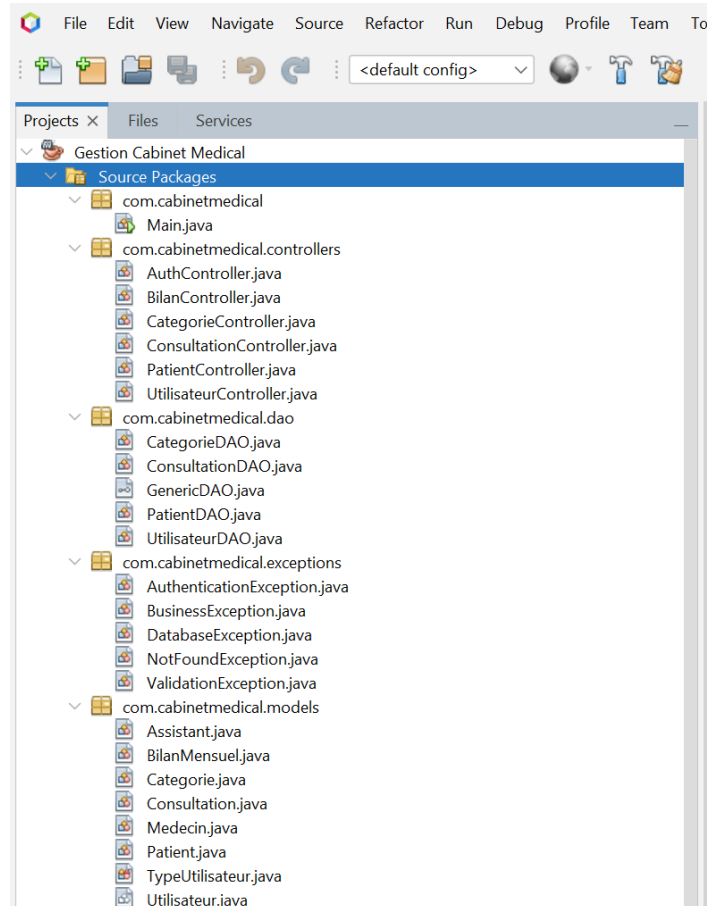 File Edit View Navigate Source Refactor Run Debug Profile Team To
<default config>
Projects Files Services
Gestion Cabinet Medical
Source Packages
com.cabinetmedical
Main.java
com.cabinetmedical.controllers
AuthController.java
BilanController.java
CategorieController.java
ConsultationController.java
PatientController.java
UtilisateurController.java
com.cabinetmedical.dao
CategorieDAO.java
ConsultationDAO.java
GenericDAO.java
PatientDAO.java
UtilisateurDAO.java
com.cabinetmedical.exceptions
AuthenticationException.java
BusinessException.java
DatabaseException.java
NotFoundException.java
ValidationException.java
com.cabinetmedical.models
Assistant.java
BilanMensuel.java
Categorie.java
Consultation.java
Medecin.java
Patient.java
TypeUtilisateur.java
Utilisateur.java